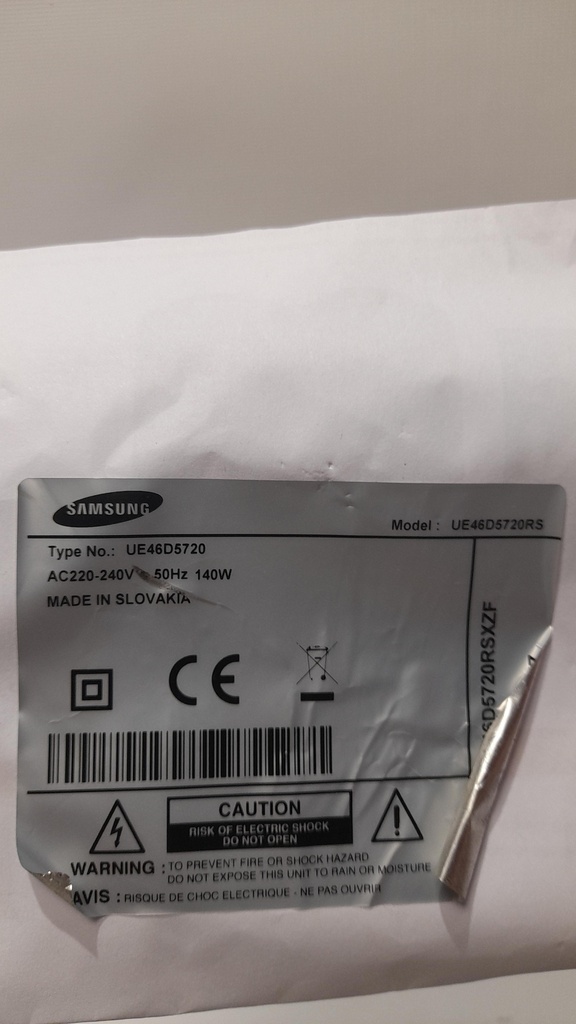 SAMSUNG
Model : UE46D5720RS
Type No.: UE46D5720
AC220-240V~ 50Hz 140W
MADE IN SLOVAKIA
6D5720RSXZF
CE
CAUTION
RISK OF ELECTRIC SHOCK
DO NOT OPEN
WARNING : TO PREVENT FIRE OR SHOCK HAZARD
DO NOT EXPOSE THIS UNIT TO RAIN OR MOISTURE
AVIS : RISQUE DE CHOC ELECTRIQUE - NE PAS OUVRIR